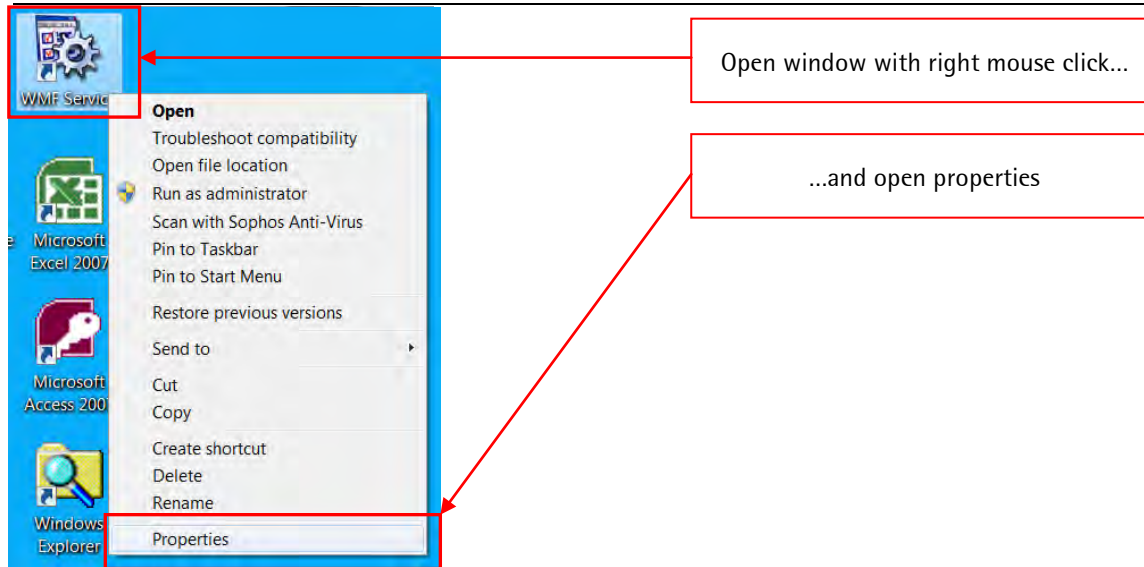 WMF Servic
Open window with right mouse click...
Open
Troubleshoot compatibility
Open file location
Run as administrator
Scan with Sophos Anti-Virus
Pin to Taskbar
Pin to Start Menu
Restore previous versions
Send to
Cut
Copy
Create shortcut
Delete
Rename
Properties
...and open properties
e
Microsoft
Excel 2007
Microsoft
Access 200
Windows
Explorer